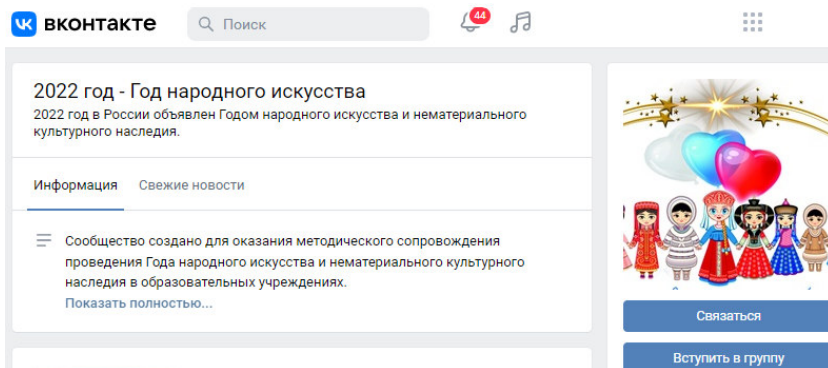 вконтакте
Поиск
44
2022 год - Год народного искусства
2022 год в России объявлен Годом народного искусства и нематериального
культурного наследия.
Информация
Свежие новости
Сообщество создано для оказания методического сопровождения
проведения Года народного искусства и нематериального культурного
наследия в образовательных учреждениях.
Показать полностью...
Связаться
Вступить в группу